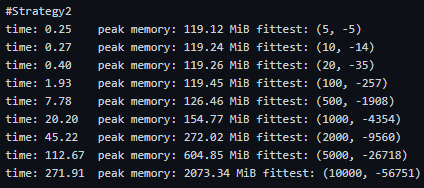 #Strategy2
time: 0.25 peak memory: 119.12 MiB fittest: (5, -5)
time: 0.27 peak memory: 119.24 MiB fittest: (10, -14)
time: 0.40 peak memory: 119.26 MiB fittest: (20, -35)
time: 1.93 peak memory: 119.45 MiB fittest: (100, -257)
time: 7.78 peak memory: 126.46 MiB fittest: (500, -1908)
time: 20.20 peak memory: 154.77 MiB fittest: (1000, -4354)
time: 45.22 peak memory: 272.02 MiB fittest: (2000, -9560)
time: 112.67 peak memory: 604.85 MiB fittest: (5000, -26718)
time: 271.91 peak memory: 2073.34 MiB fittest: (10000, -56751)